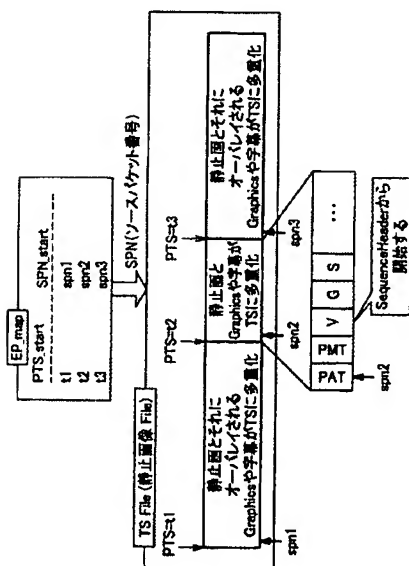 EP_map
PTS_start SPN_start
t1 spn1
t2 spn2
t3 spn3
SPN(ソースパケット番号)
TS File (静止画像 File)
PTS=t1
PTS=t2
PTS=t3
静止画とそれに
オーバレイされる
Graphicsや字幕がTSに多重化
静止画と
Graphicsや字幕が
TSに多重化
静止画とそれに
オーバレイされる
Graphicsや字幕がTSに多重化
spn1
spn2
spn3
PAT PMT V G S …
spn2
SequenceHeaderから
開始する